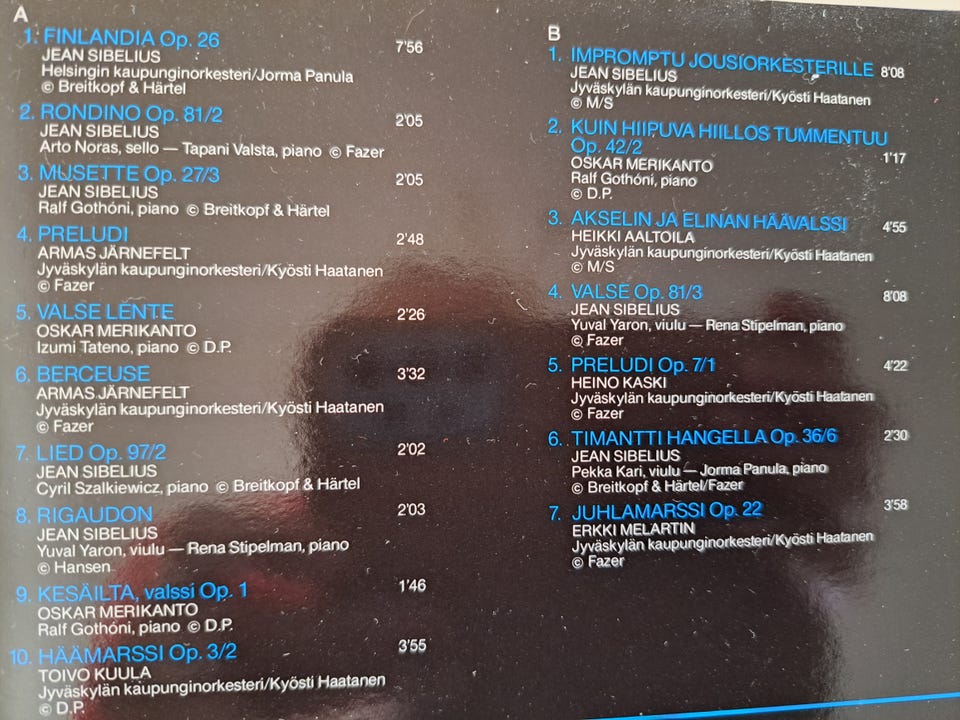 A
1. FINLANDIA Op. 26 7'56
JEAN SIBELIUS
Helsingin kaupunginorkesteri/Jorma Panula
© Breitkopf & Härtel
2. RONDINO Op. 81/2 2'05
JEAN SIBELIUS
Arto Noras, sello — Tapani Valsta, piano © Fazer
3. MUSETTE Op. 27/3 2'05
JEAN SIBELIUS
Ralf Gothóni, piano © Breitkopf & Härtel
4. PRELUDI 2'48
ARMAS JÄRNEFELT
Jyväskylän kaupunginorkesteri/Kyösti Haatanen
© Fazer
5. VALSE LENTE 2'26
OSKAR MERIKANTO
Izumi Tateno, piano © D.P.
6. BERCEUSE 3'32
ARMAS JÄRNEFELT
Jyväskylän kaupunginorkesteri/Kyösti Haatanen
© Fazer
7. LIED Op. 97/2 2'02
JEAN SIBELIUS
Cyril Szalkiewicz, piano © Breitkopf & Härtel
8. RIGAUDON 2'03
JEAN SIBELIUS
Yuval Yaron, viulu — Rena Stipelman, piano
© Hansen
9. KESÄILTA, valssi Op. 1 1'46
OSKAR MERIKANTO
Ralf Gothóni, piano © D.P.
10. HÄÄMARSSI Op. 3/2 3'55
TOIVO KUULA
Jyväskylän kaupunginorkesteri/Kyösti Haatanen
© D.P.
B
1. IMPROMPTU JOUSIORKESTERILLE 8'08
JEAN SIBELIUS
Jyväskylän kaupunginorkesteri/Kyösti Haatanen
© M/S
2. KUIN HIIPUVA HIILLOS TUMMENTUU
Op. 42/2 1'17
OSKAR MERIKANTO
Ralf Gothóni, piano
© D.P.
3. AKSELIN JA ELINAN HÄÄVALSSI 4'55
HEIKKI AALTOILA
Jyväskylän kaupunginorkesteri/Kyösti Haatanen
© M/S
4. VALSE Op. 81/3 8'08
JEAN SIBELIUS
Yuval Yaron, viulu — Rena Stipelman, piano
© Fazer
5. PRELUDI Op. 7/1 4'22
HEINO KASKI
Jyväskylän kaupunginorkesteri/Kyösti Haatanen
© Fazer
6. TIMANTTI HANGELLA Op. 36/6 2'30
JEAN SIBELIUS
Pekka Kari, viulu — Jorma Panula, piano
© Breitkopf & Härtel/Fazer
7. JUHLAMARSSI Op. 22 3'58
ERKKI MELARTIN
Jyväskylän kaupunginorkesteri/Kyösti Haatanen
© Fazer